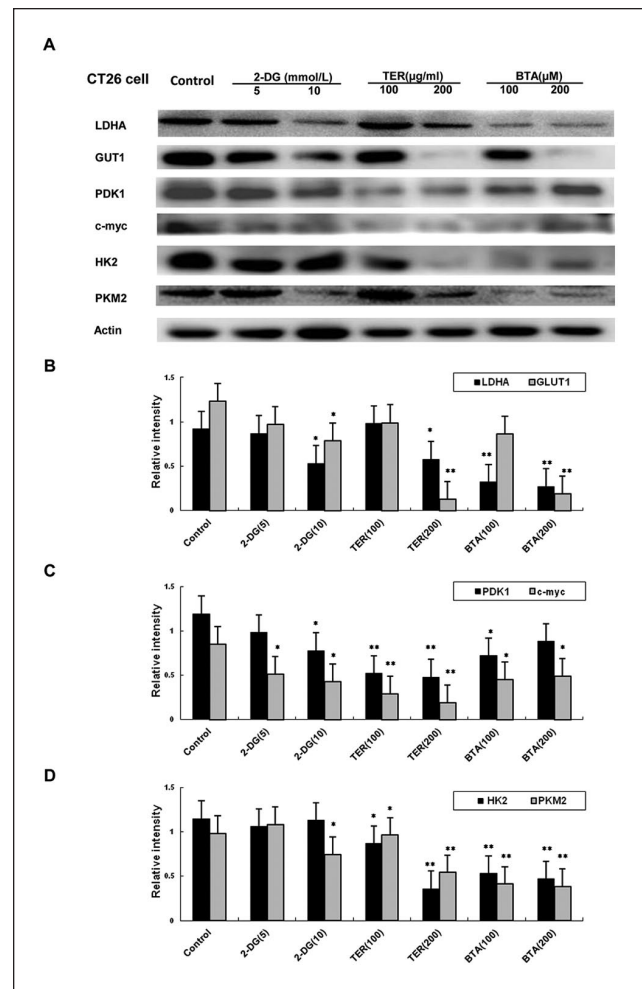 A
CT26 cell Control 2-DG (mmol/L) TER(µg/ml) BTA(µM)
5 10 100 200 100 200
LDHA
GUT1
PDK1
c-myc
HK2
PKM2
Actin
B
LDHA GLUT1
Relative intensity
1.5
1
0.5
0
* * * ** ** ** **
Control 2-DG(5) 2-DG(10) TER(100) TER(200) BTA(100) BTA(200)
C
PDK1 c-myc
Relative intensity
1.5
1
0.5
0
* * * ** ** ** ** * * *
Control 2-DG(5) 2-DG(10) TER(100) TER(200) BTA(100) BTA(200)
D
HK2 PKM2
Relative intensity
1.5
1
0.5
0
* * * ** ** ** ** ** **
Control 2-DG(5) 2-DG(10) TER(100) TER(200) BTA(100) BTA(200)